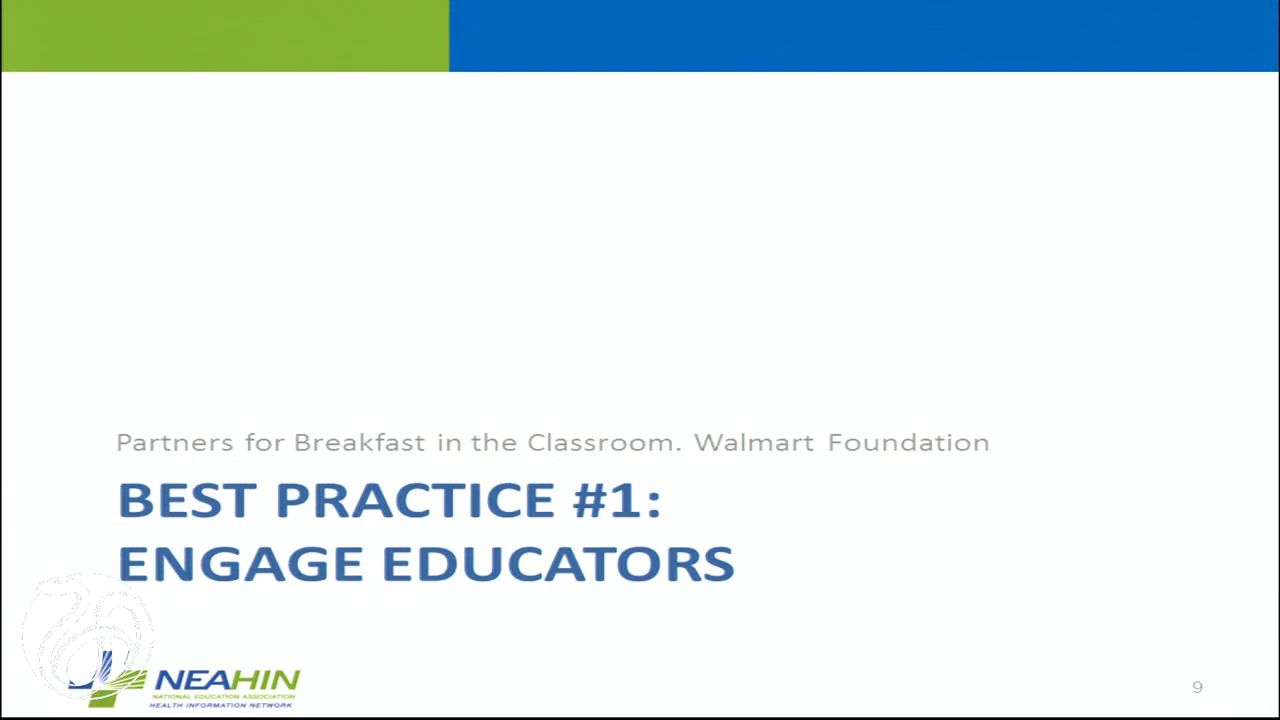 Partners for Breakfast in the Classroom. Walmart Foundation
BEST PRACTICE #1:
ENGAGE EDUCATORS
NEAHIN
NATIONAL EDUCATION ASSOCIATION
HEALTH INFORMATION NETWORK
9